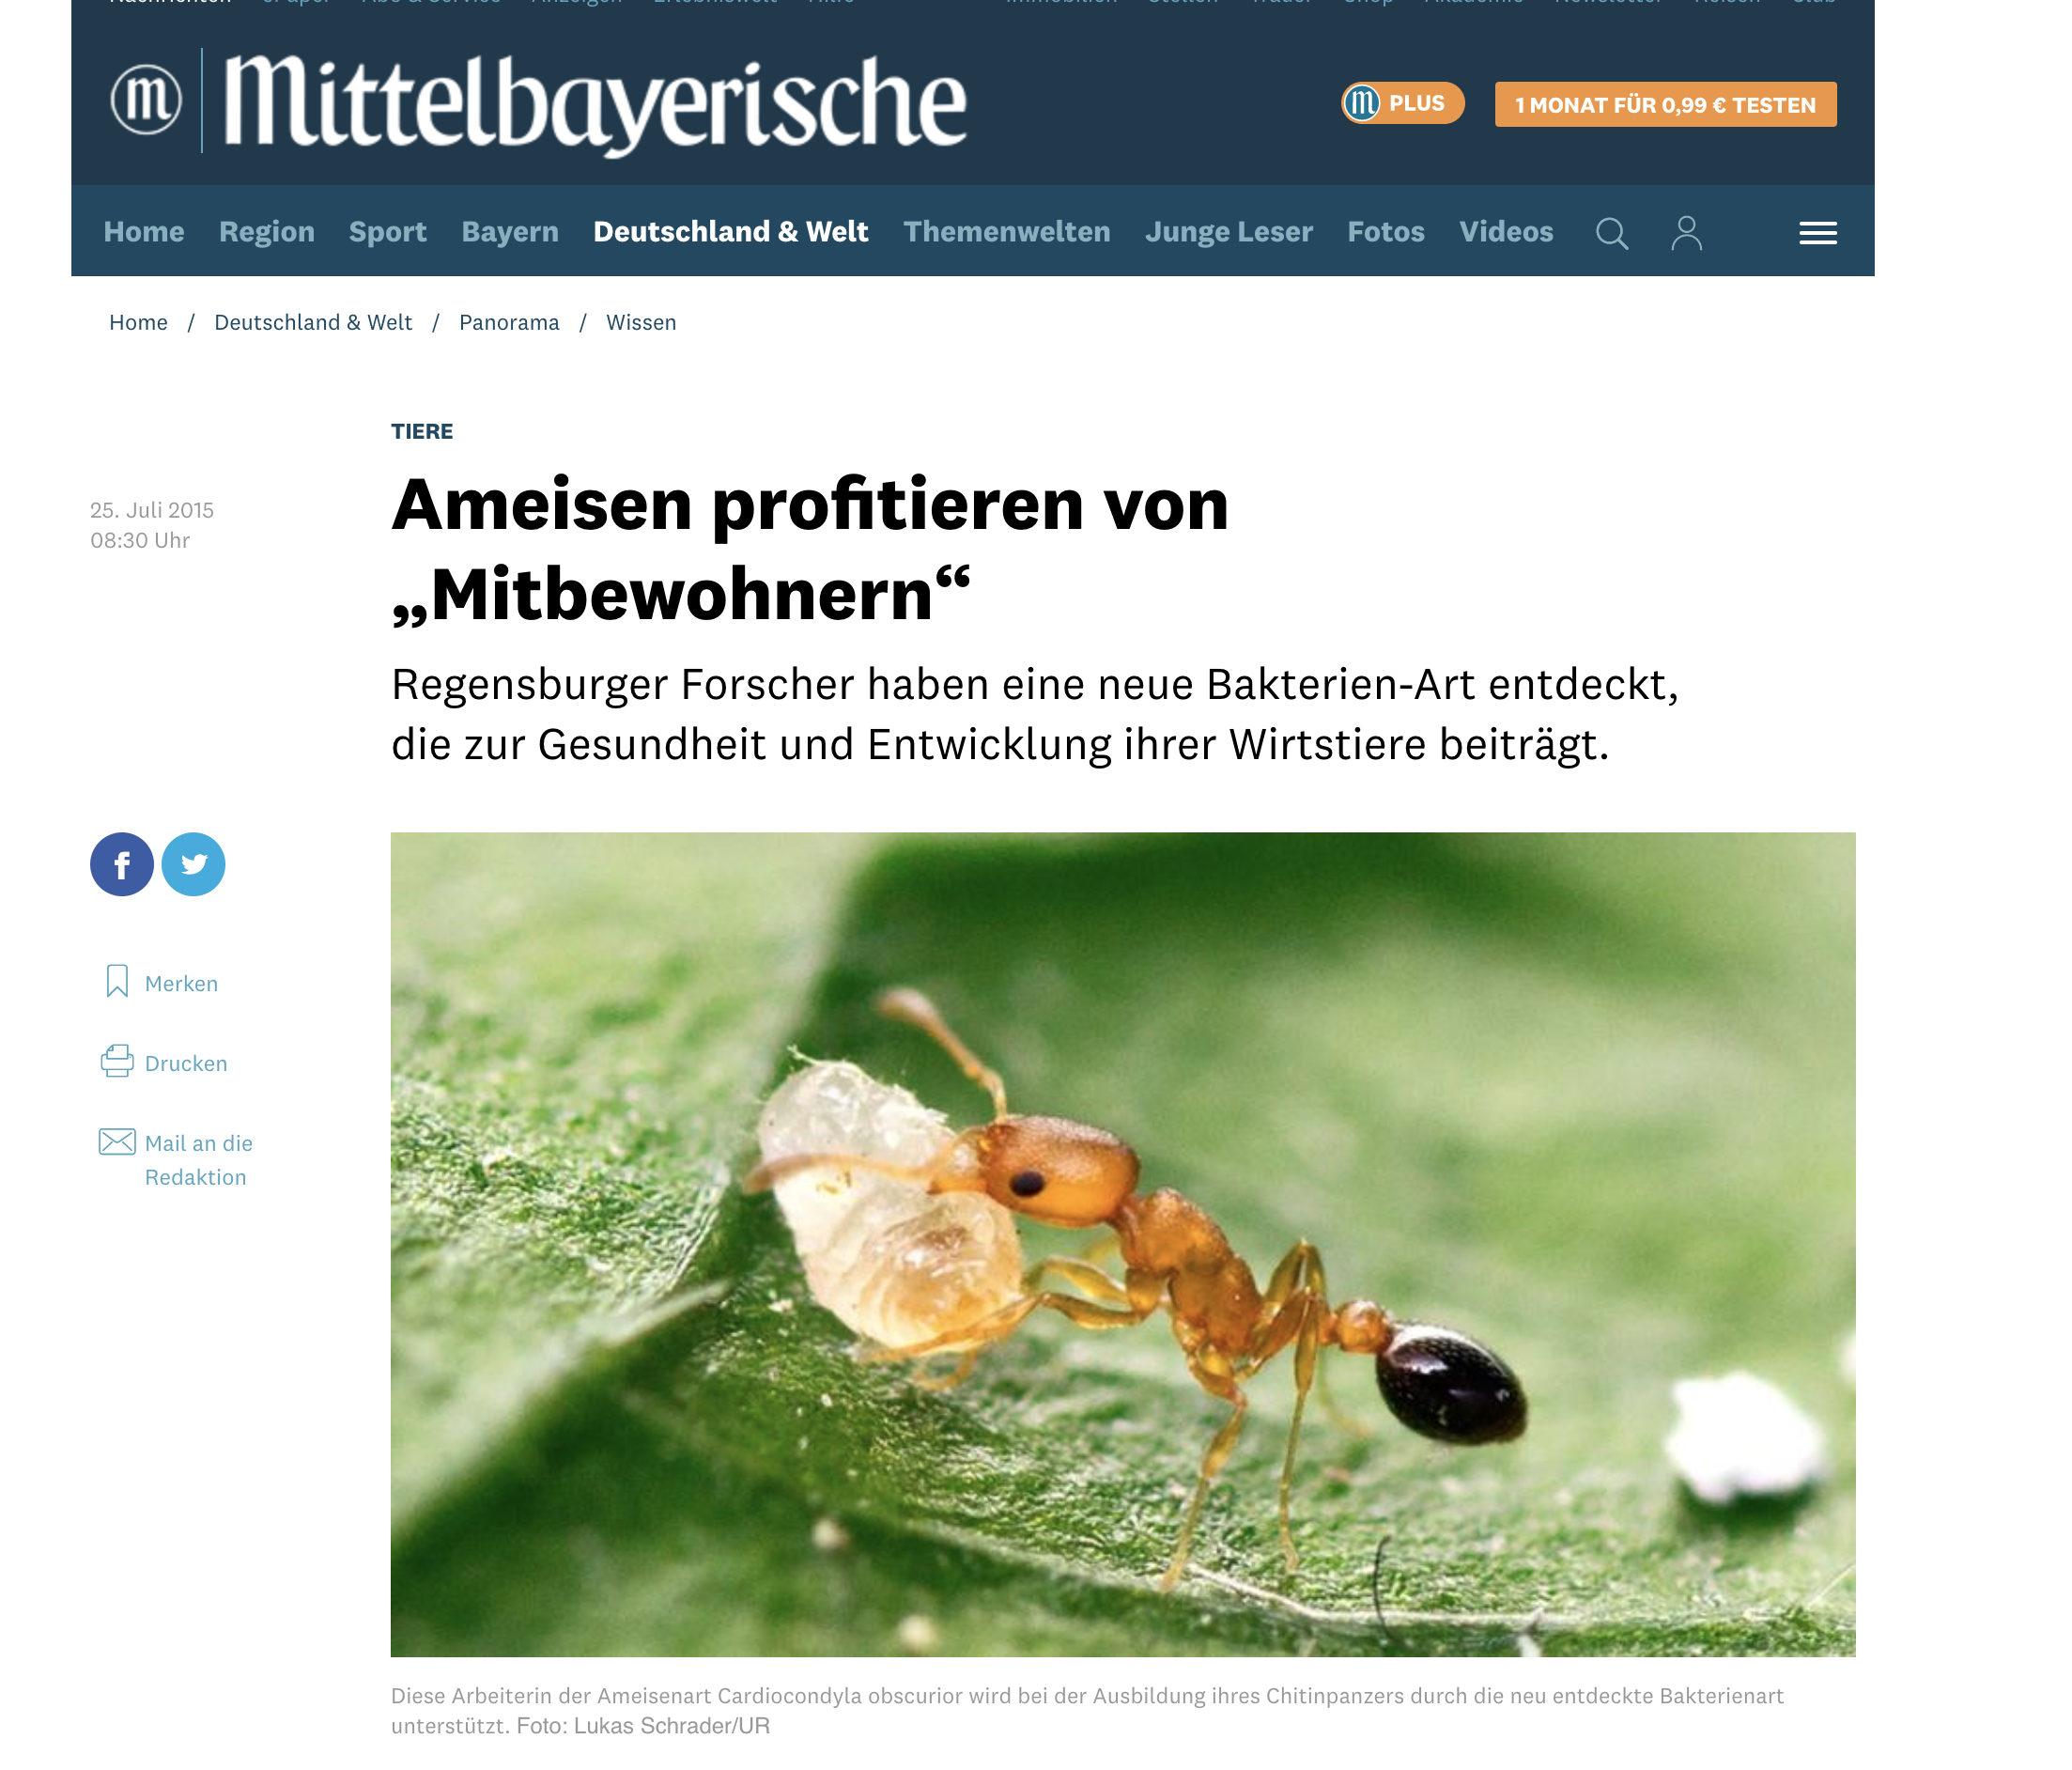 m Mittelbayerische
m PLUS
1 MONAT FÜR 0,99 € TESTEN
Home Region Sport Bayern Deutschland & Welt Themenwelten Junge Leser Fotos Videos
Home / Deutschland & Welt / Panorama / Wissen
TIERE
25. Juli 2015
08:30 Uhr
Ameisen profitieren von
„Mitbewohnern“
Regensburger Forscher haben eine neue Bakterien-Art entdeckt,
die zur Gesundheit und Entwicklung ihrer Wirtstiere beiträgt.
f
Merken
Drucken
Mail an die
Redaktion
Diese Arbeiterin der Ameisenart Cardiocondyla obscurior wird bei der Ausbildung ihres Chitinpanzers durch die neu entdeckte Bakterienart
unterstützt. Foto: Lukas Schrader/UR